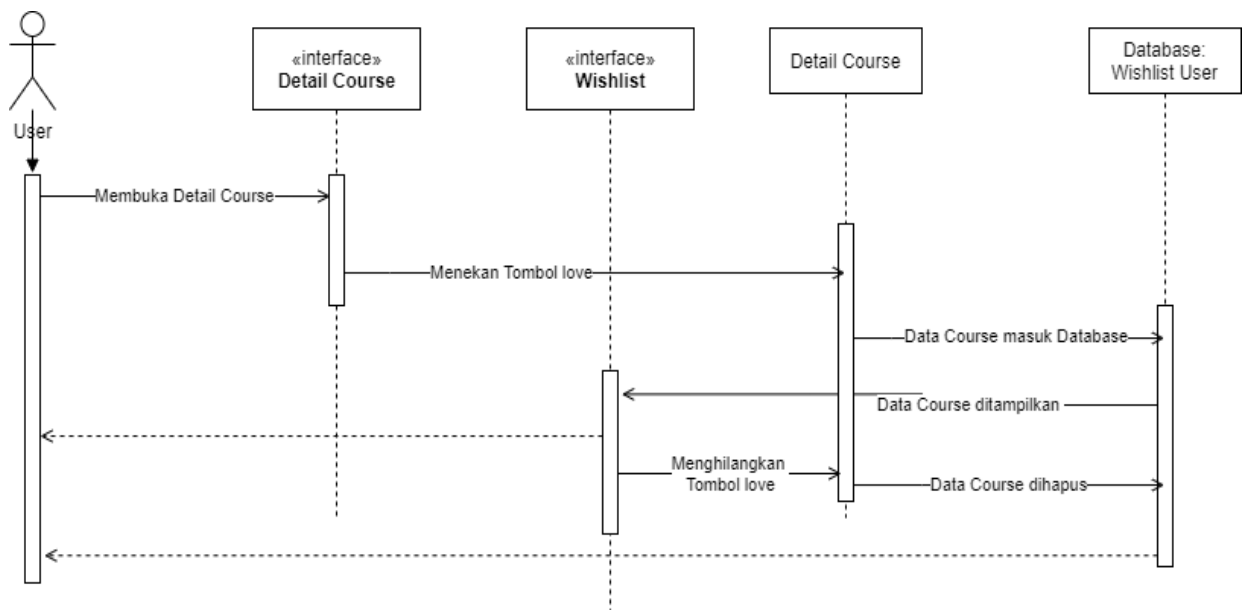 «interface»
Detail Course
«interface»
Wishlist
Detail Course
Database:
Wishlist User
User
Membuka Detail Course
Menekan Tombol love
Data Course masuk Database
Data Course ditampilkan
Menghilangkan
Tombol love
Data Course dihapus